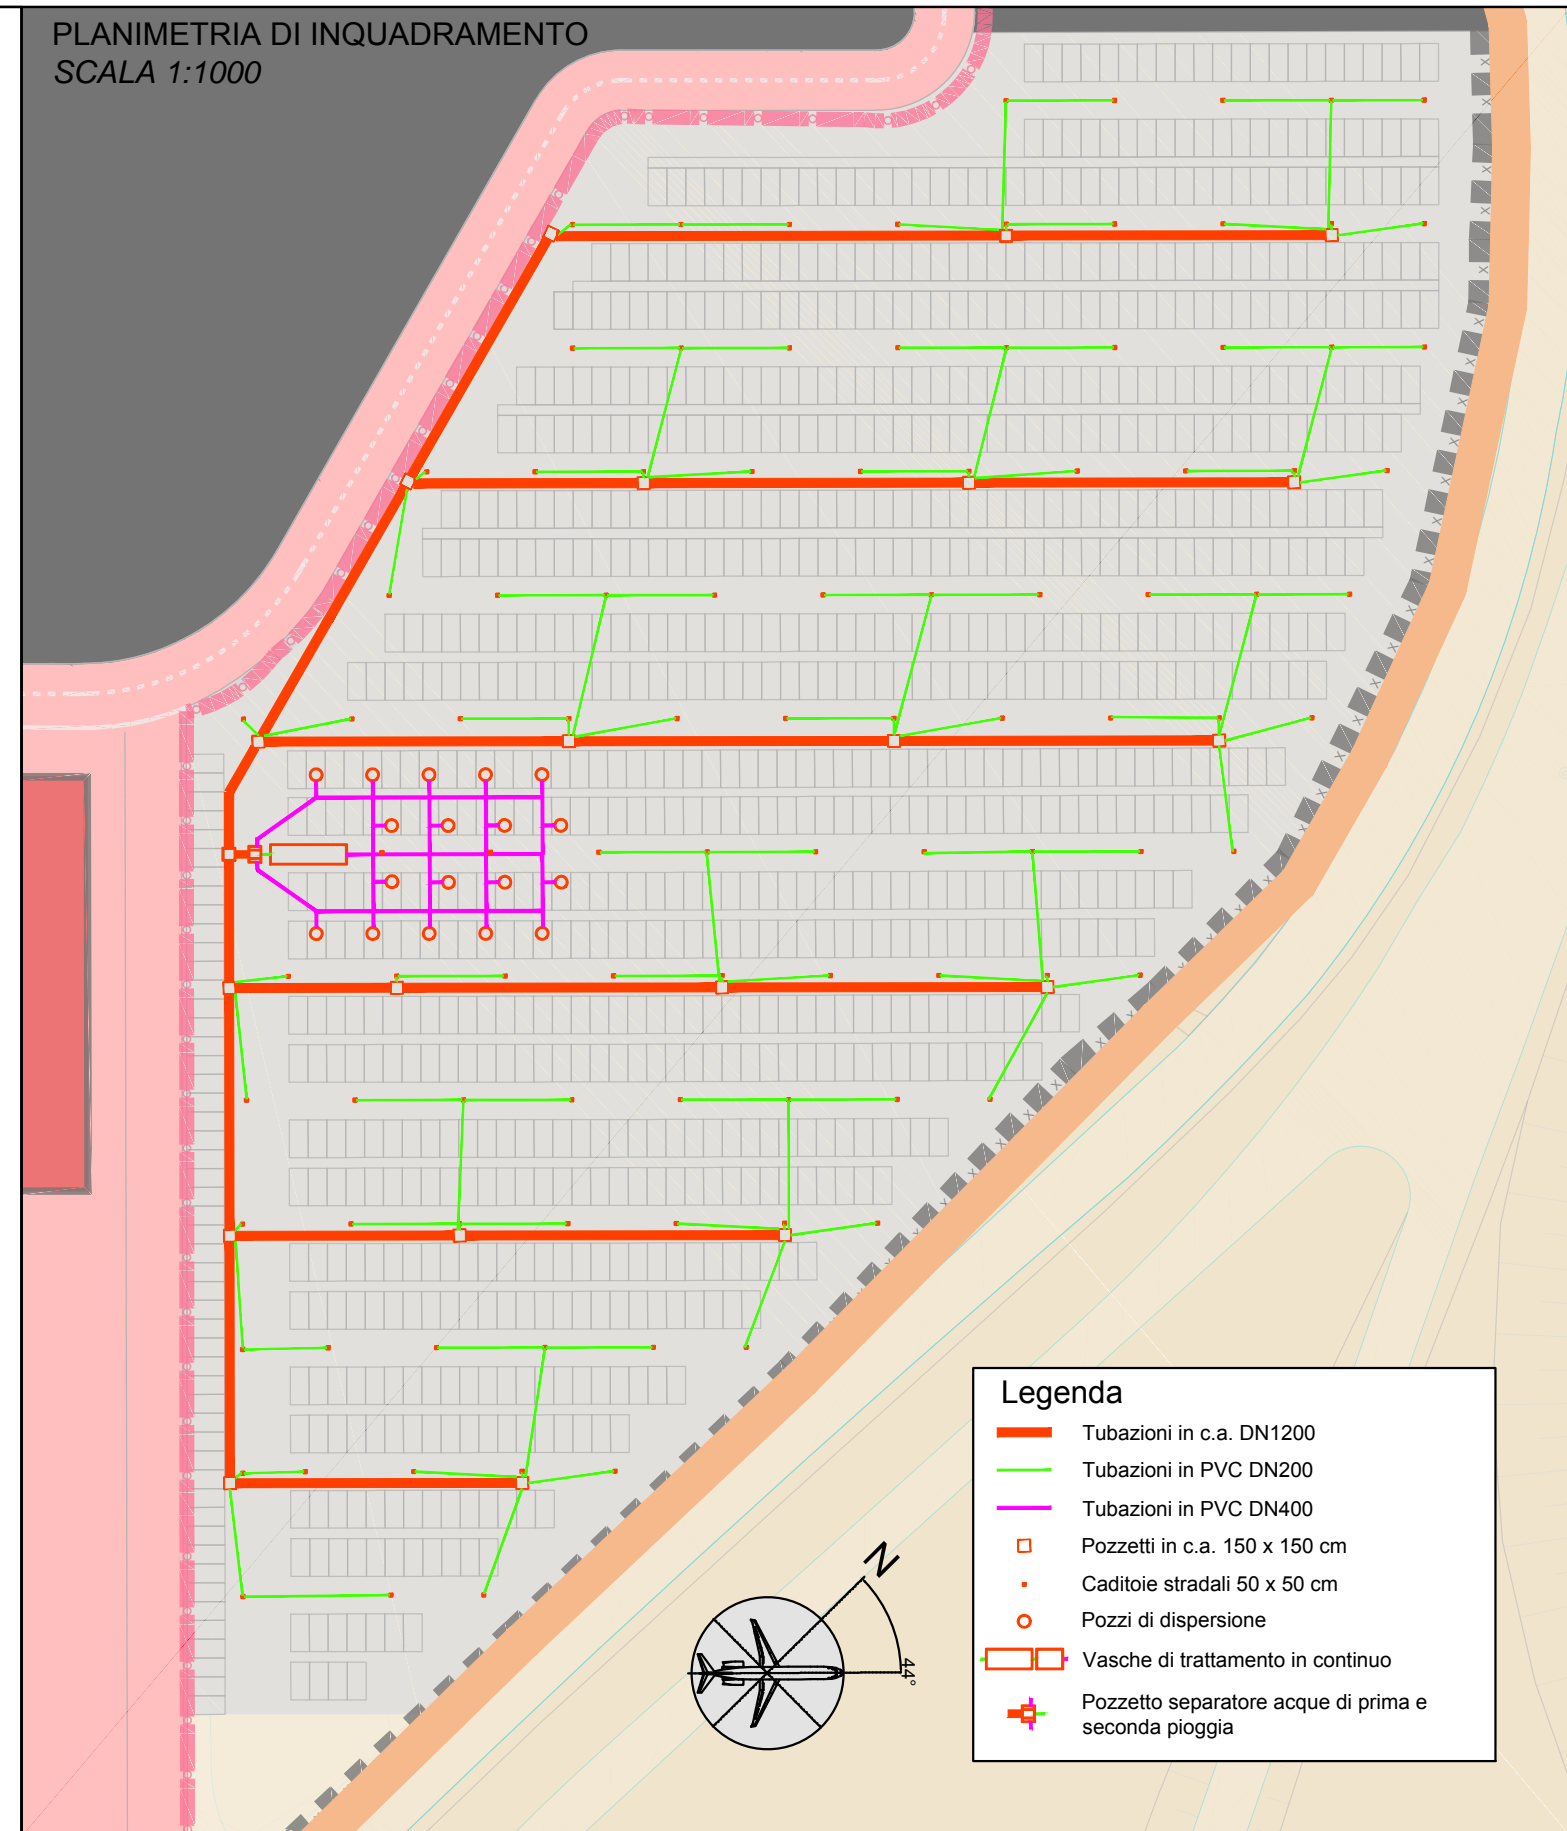 PLANIMETRIA DI INQUADRAMENTO
SCALA 1:1000
Legenda
Tubazioni in c.a. DN1200
Tubazioni in PVC DN200
Tubazioni in PVC DN400
Pozzetti in c.a. 150 x 150 cm
Caditoie stradali 50 x 50 cm
Pozzi di dispersione
Vasche di trattamento in continuo
Pozzetto separatore acque di prima e
seconda pioggia
N
44°